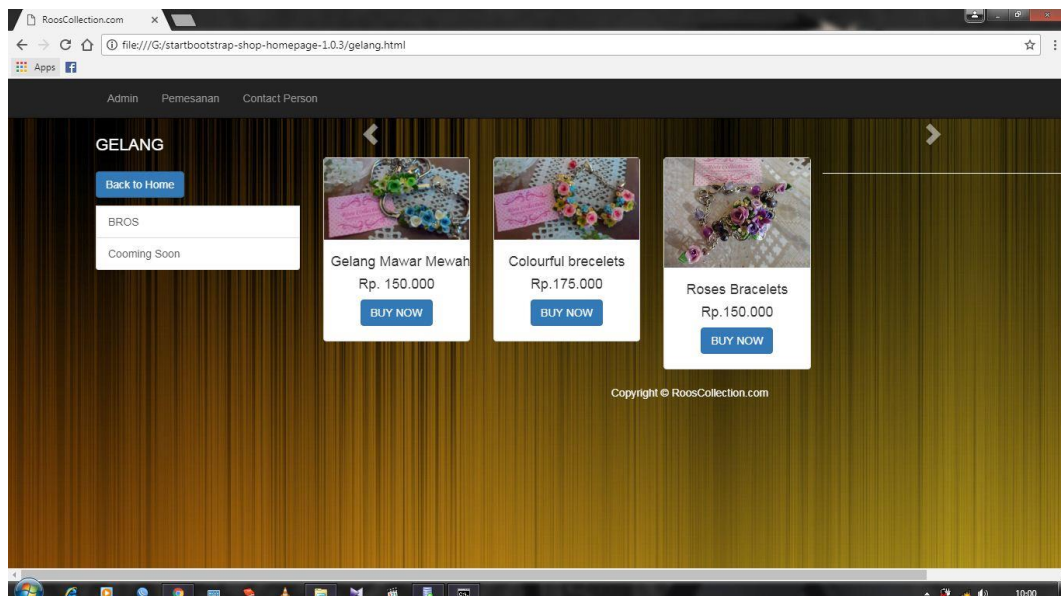 RoosCollection.com
file:///G:/startbootstrap-shop-homepage-1.0.3/gelang.html
Apps
Admin Pemesanan Contact Person
GELANG
Back to Home
BROS
Cooming Soon
Gelang Mawar Mewah
Rp. 150.000
BUY NOW
Colourful brecelets
Rp.175.000
BUY NOW
Roses Bracelets
Rp.150.000
BUY NOW
Copyright © RoosCollection.com
10:00